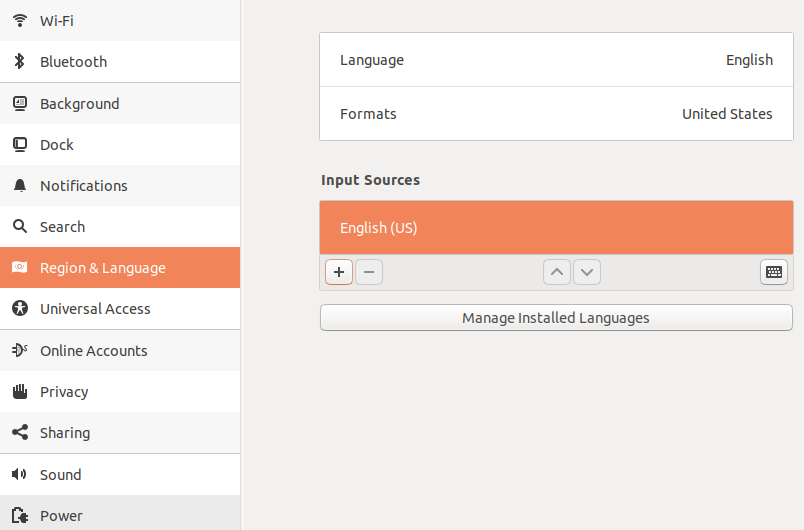 Wi-Fi
Bluetooth
Background
Dock
Notifications
Search
Region & Language
Universal Access
Online Accounts
Privacy
Sharing
Sound
Power
Language English
Formats United States
Input Sources
English (US)
Manage Installed Languages